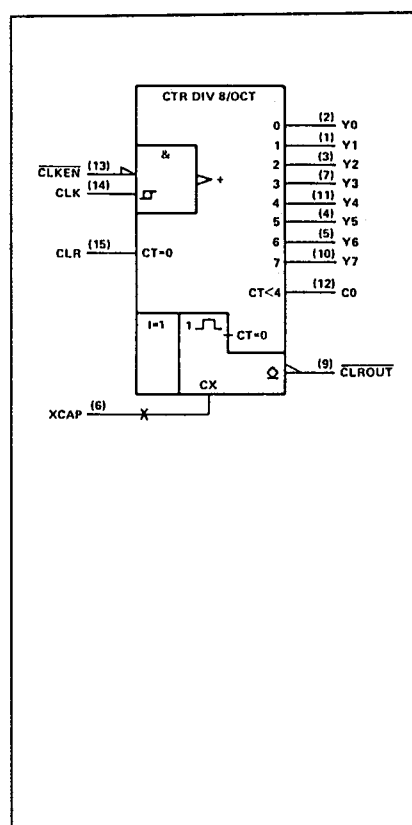 CTR DIV 8/OCT
&
+
CLKEN (13)
CLK (14)
CLR (15) CT=0
0 (2) Y0
1 (1) Y1
2 (3) Y2
3 (7) Y3
4 (11) Y4
5 (4) Y5
6 (5) Y6
7 (10) Y7
CT<4 (12) C0
I=1
1
CT=0
CX
(9) CLROUT
XCAP (6)
X